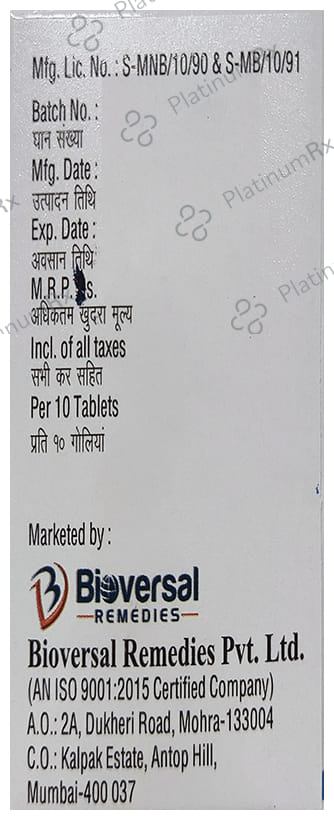 Mfg. Lic. No. : S-MNB/10/90 & S-MB/10/91
Batch No. :
घान संख्या
Mfg. Date :
उत्पादन तिथि
Exp. Date :
अवसान तिथि
M.R.P. s.
अधिकतम खुदरा मूल्य
Incl. of all taxes
सभी कर सहित
Per 10 Tablets
प्रति १० गोलियां
Marketed by :
Bioversal
REMEDIES
Bioversal Remedies Pvt. Ltd.
(AN ISO 9001:2015 Certified Company)
A.O.: 2A, Dukheri Road, Mohra-133004
C.O.: Kalpak Estate, Antop Hill,
Mumbai-400 037
PlatinumRx
PlatinumRx
PlatinumRx